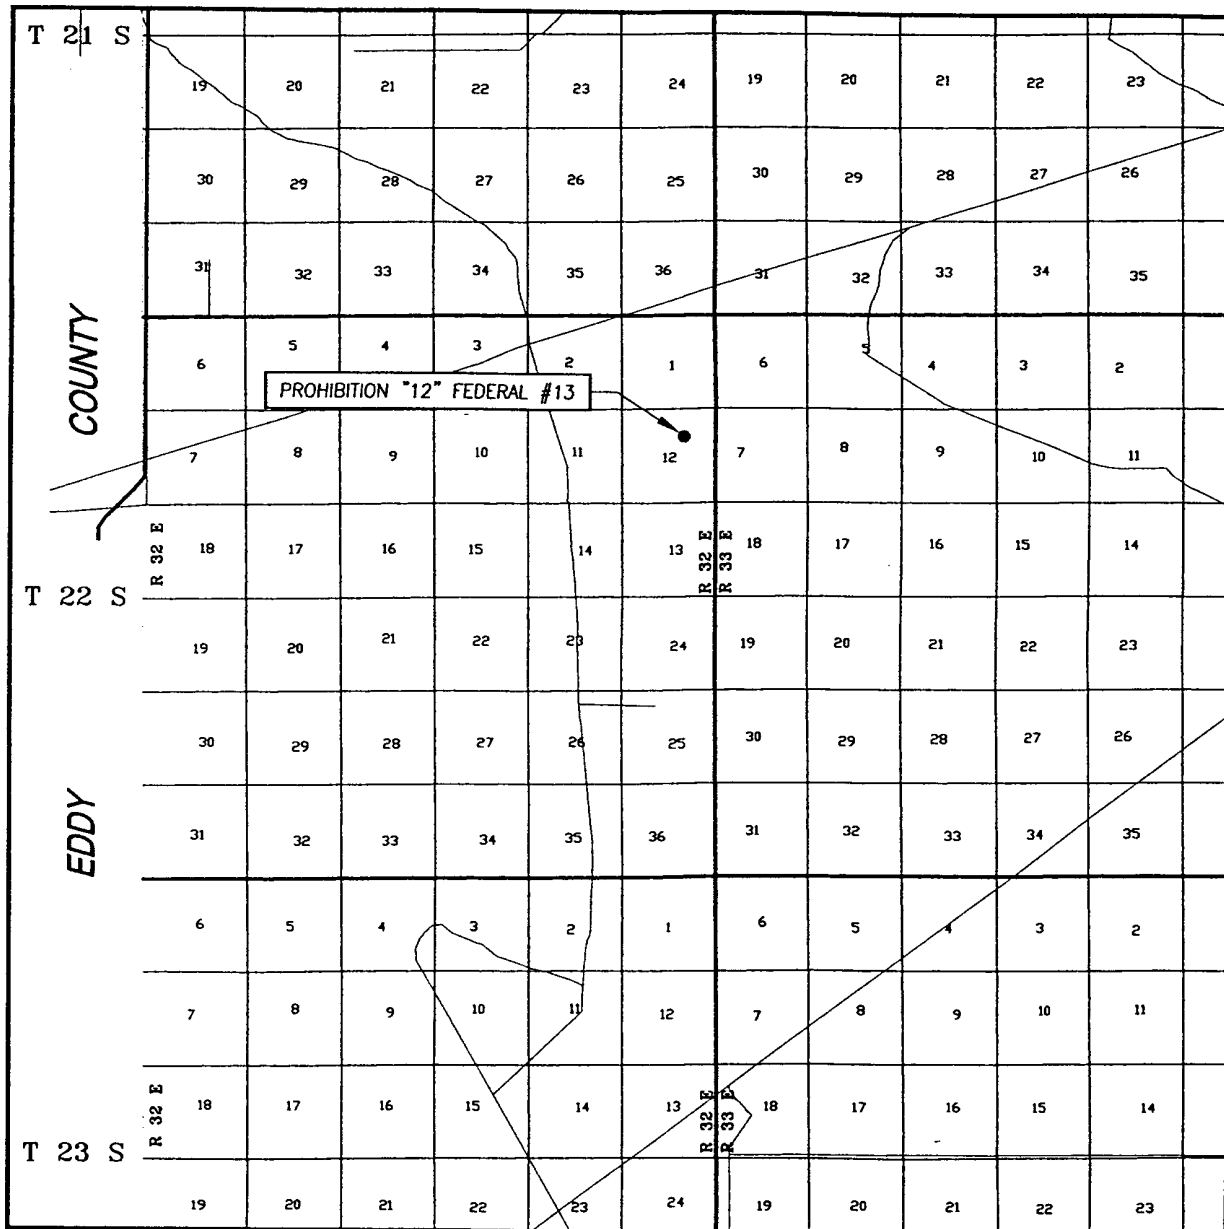 T 21 S
19 20 21 22 23 24 19 20 21 22 23
30 29 28 27 26 25 30 29 28 27 26
31 32 33 34 35 36 31 32 33 34 35
6 5 4 3 2 1 6 5 4 3 2
COUNTY
PROHIBITION "12" FEDERAL #13
7 8 9 10 11 12 7 8 9 10 11
18 17 16 15 14 13 18 17 16 15 14
R 32 E
R 32 E
R 33 E
T 22 S
19 20 21 22 23 24 19 20 21 22 23
30 29 28 27 26 25 30 29 28 27 26
EDDY
31 32 33 34 35 36 31 32 33 34 35
6 5 4 3 2 1 6 5 4 3 2
7 8 9 10 11 12 7 8 9 10 11
18 17 16 15 14 13 18 17 16 15 14
R 32 E
R 32 E
R 33 E
T 23 S
19 20 21 22 23 24 19 20 21 22 23